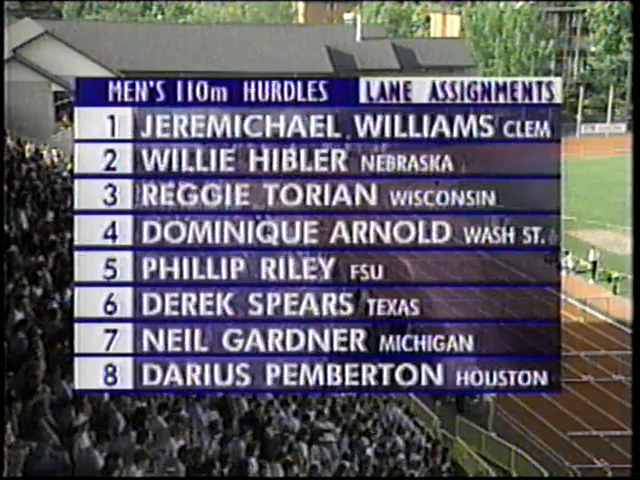 MEN'S 110m HURDLES LANE ASSIGNMENTS
1 JEREMICHAEL WILLIAMS CLEM
2 WILLIE HIBLER NEBRASKA
3 REGGIE TORIAN WISCONSIN
4 DOMINIQUE ARNOLD WASH ST.
5 PHILLIP RILEY FSU
6 DEREK SPEARS TEXAS
7 NEIL GARDNER MICHIGAN
8 DARIUS PEMBERTON HOUSTON